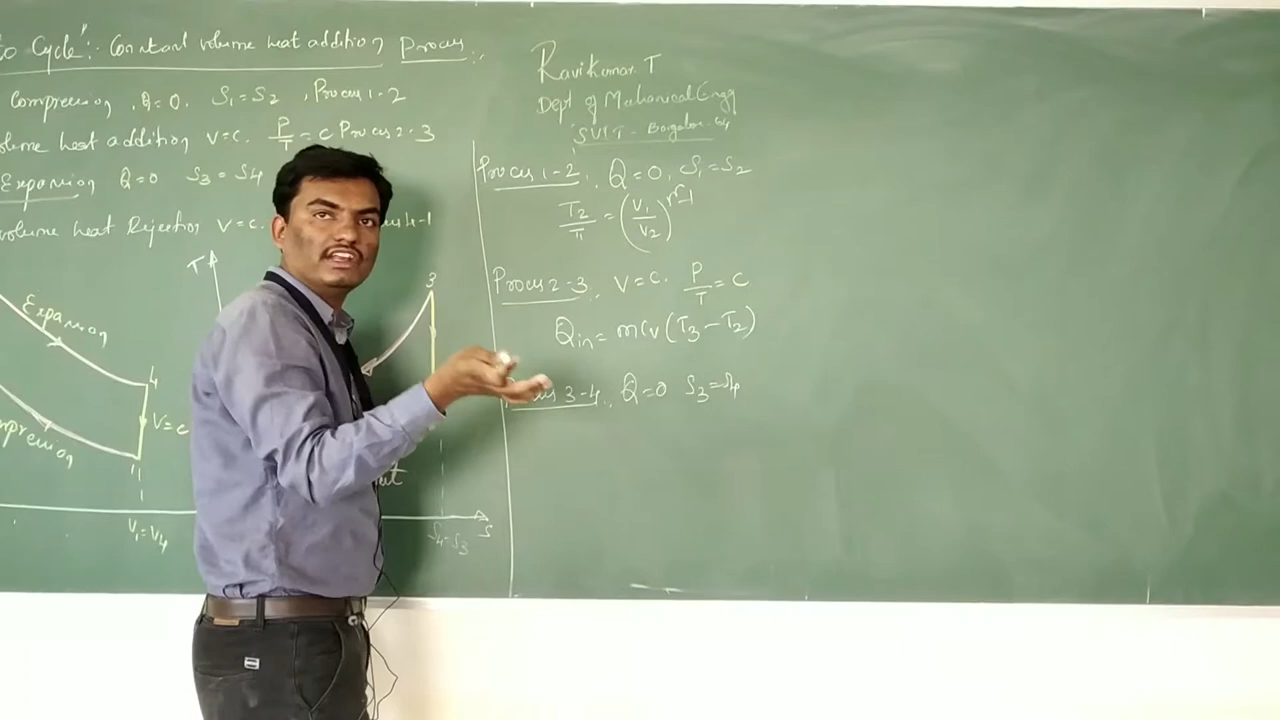 to Cycle": Constant volume heat addition Process:-
Compression, Q=0. S₁=S₂, Process 1-2
volume heat addition V=c. P/T = c Process 2-3
Expansion Q=0 S₃=S₄
volume heat Rejection V=c. 4-1
T
Expansion
4
V=c
Compression
1
V₁=V₄
3
S₄=S₃
S
Ravikumar. T
Dept of Mechanical Engg
SVIT-
Process 1-2:. Q=0, S₁=S₂
T₂/T₁ = (V₁/V₂)^(r-1)
Process 2-3:. V=C. P/T = C
Qin = mCv(T₃-T₂)
3-4:. Q=0 S₃=S₄